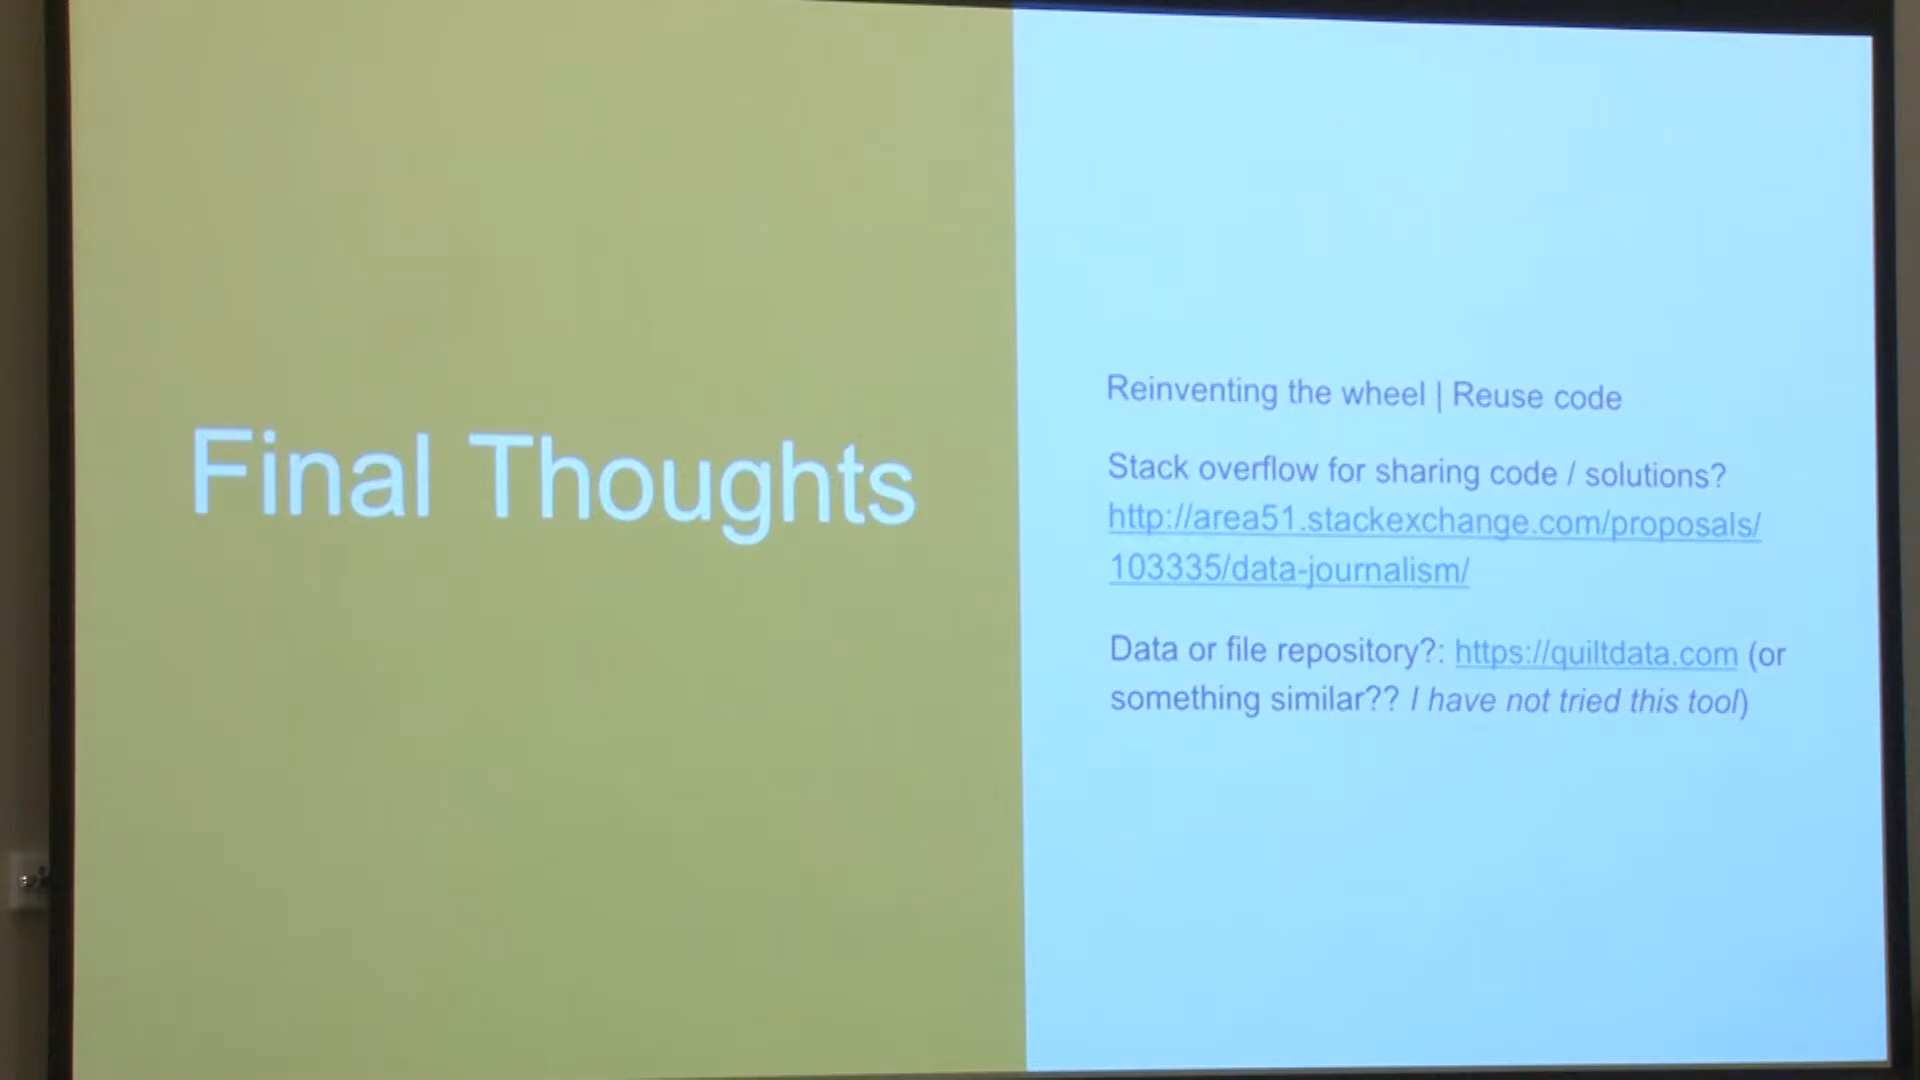 Final Thoughts
Reinventing the wheel | Reuse code
Stack overflow for sharing code / solutions?
http://area51.stackexchange.com/proposals/
103335/data-journalism/
Data or file repository?: https://quiltdata.com (or
something similar?? I have not tried this tool)